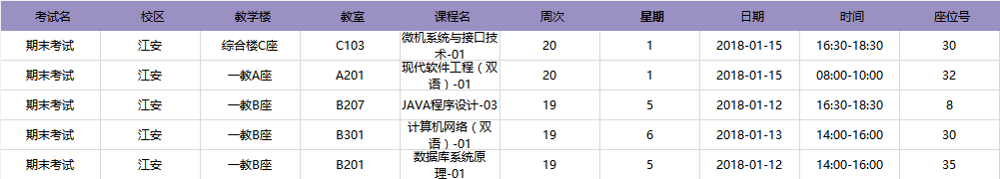 考试名 校区 教学楼 教室 课程名 周次 星期 日期 时间 座位号
期末考试 江安 综合楼C座 C103 微机系统与接口技术-01 20 1 2018-01-15 16:30-18:30 30
期末考试 江安 一教A座 A201 现代软件工程（双语）-01 20 1 2018-01-15 08:00-10:00 32
期末考试 江安 一教B座 B207 JAVA程序设计-03 19 5 2018-01-12 16:30-18:30 8
期末考试 江安 一教B座 B301 计算机网络（双语）-01 19 6 2018-01-13 14:00-16:00 30
期末考试 江安 一教B座 B201 数据库系统原理-01 19 5 2018-01-12 14:00-16:00 35